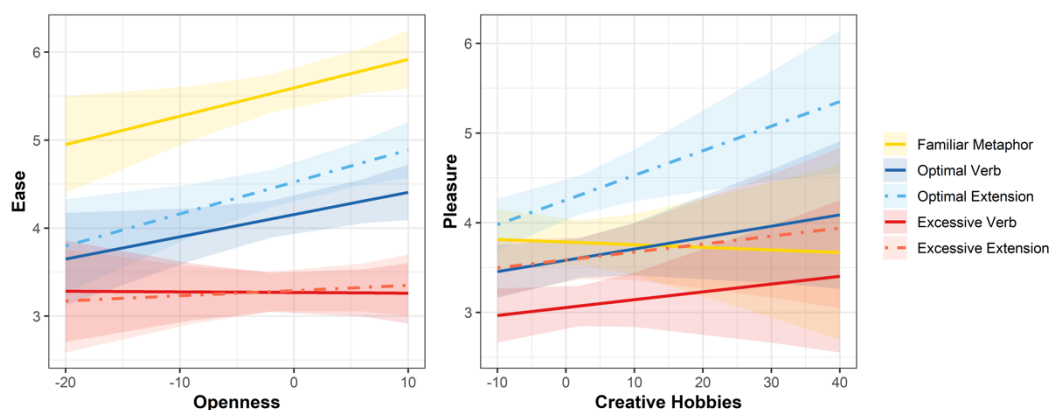 6
5
4
3
-20
-10
0
10
Ease
Openness
6
5
4
3
-10
0
10
20
30
40
Pleasure
Creative Hobbies
Familiar Metaphor
Optimal Verb
Optimal Extension
Excessive Verb
Excessive Extension